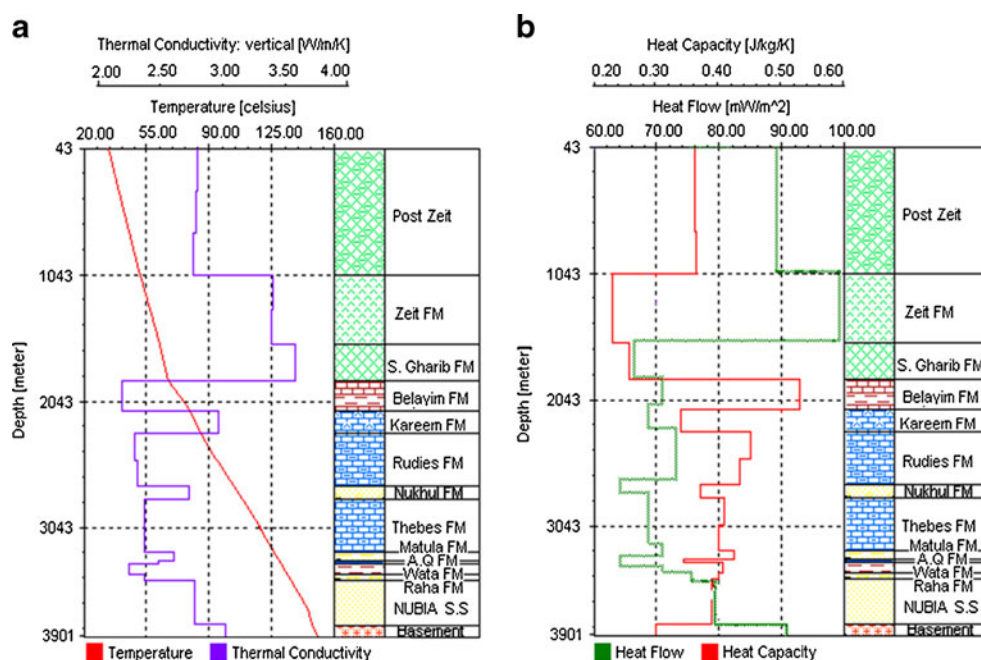 a
Thermal Conductivity: vertical [W/m/K]
2.00 2.70 3.00 3.70 4.00
Temperature [celsius]
20.00 55.00 90.00 125.00 160.00
43
1043
2043
3043
3901
Depth [meter]
Post Zeit
Zeit FM
S. Gharib FM
Belayim FM
Kareem FM
Rudies FM
Nukhul FM
Thebes FM
Matula FM
A.Q FM
Wata FM
Raha FM
NUBIA S.S
Basement
Temperature Thermal Conductivity
b
Heat Capacity [J/kg/K]
0.20 0.30 0.40 0.50 0.60
Heat Flow [mW/m^2]
60.00 70.00 80.00 90.00 100.00
43
1043
2043
3043
3901
Depth [meter]
Post Zeit
Zeit FM
S. Gharib FM
Belayim FM
Kareem FM
Rudies FM
Nukhul FM
Thebes FM
Matula FM
A.Q FM
Wata FM
Raha FM
NUBIA S.S
Basement
Heat Flow Heat Capacity